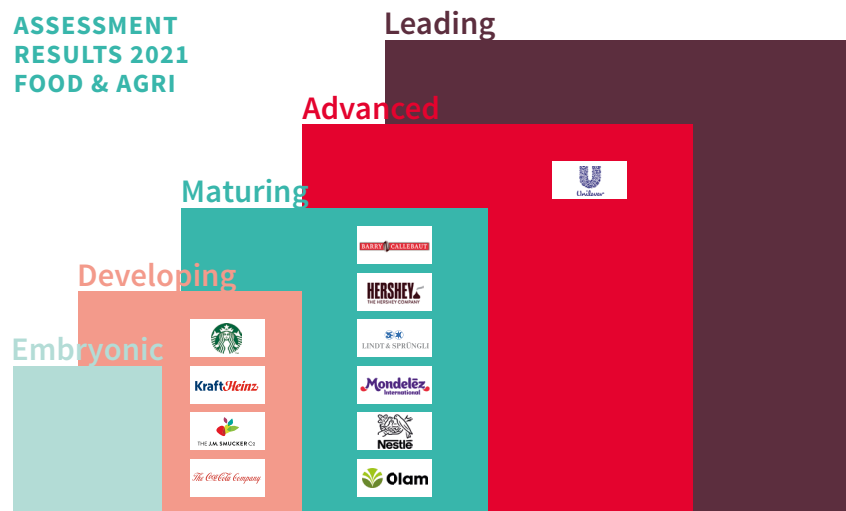 ASSESSMENT
RESULTS 2021
FOOD & AGRI
Leading
Advanced
Unilever
Maturing
BARRY CALLEBAUT
HERSHEY
THE HERSHEY COMPANY
LINDT & SPRÜNGLI
Mondelēz
International
Nestlē
Olam
Developing
KraftHeinz
THE J.M. SMUCKER Co
The Coca-Cola Company
Embryonic